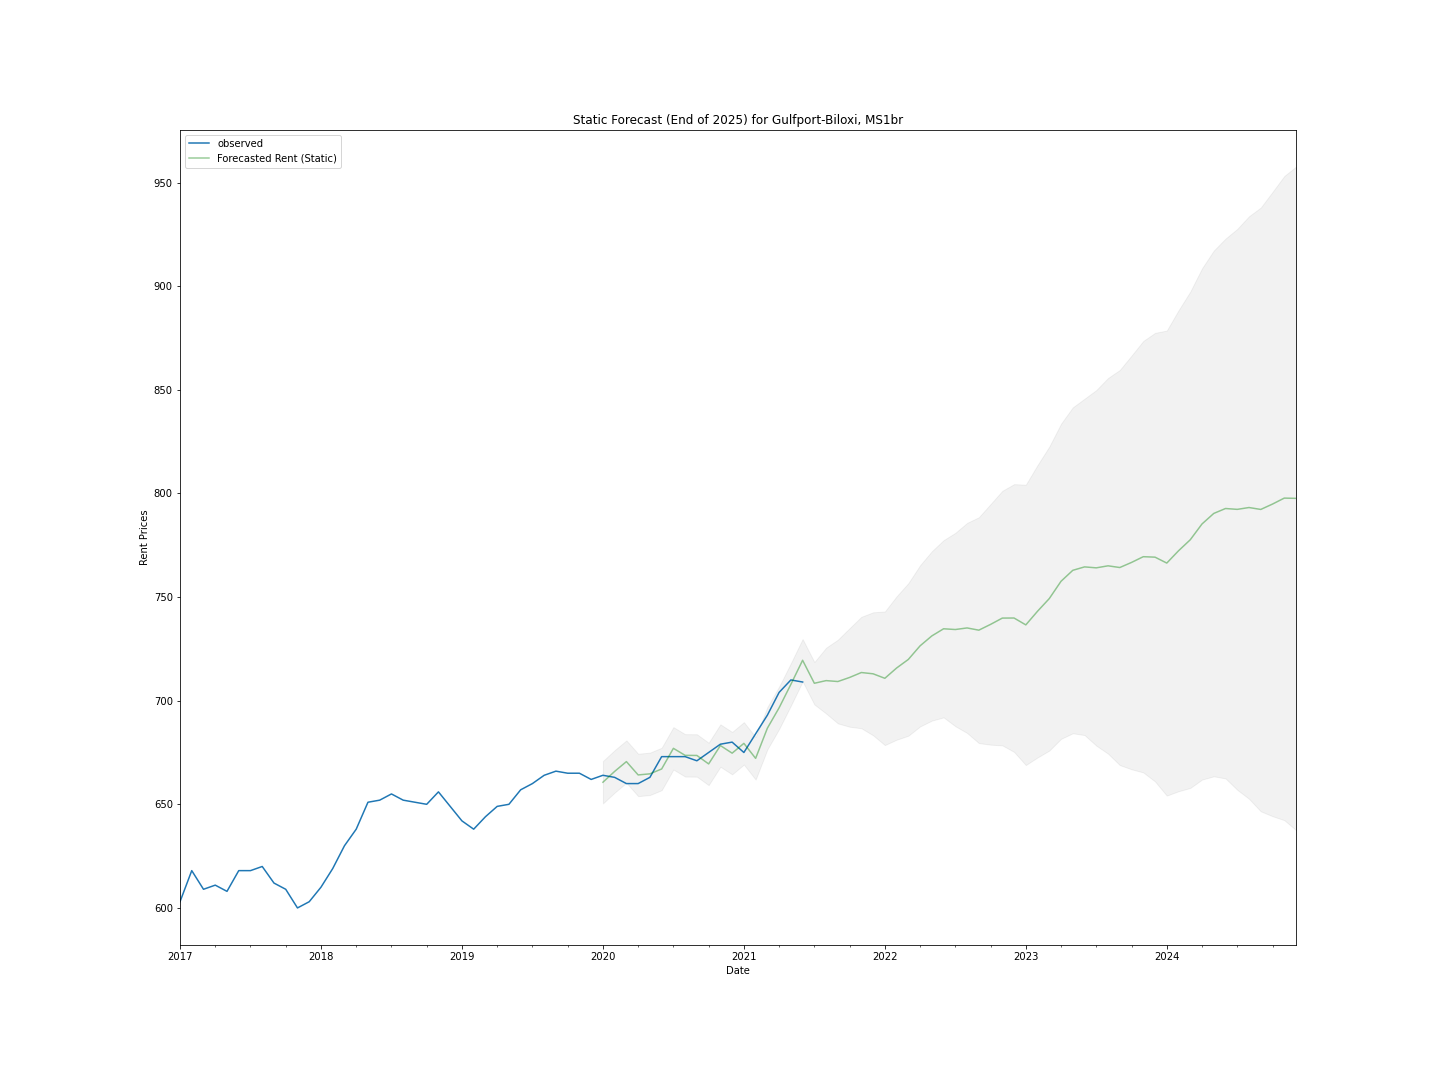 Static Forecast (End of 2025) for Gulfport-Biloxi, MS1br
observed
Forecasted Rent (Static)
950
900
850
800
750
700
650
600
Rent Prices
2017 2018 2019 2020 2021 2022 2023 2024
Date